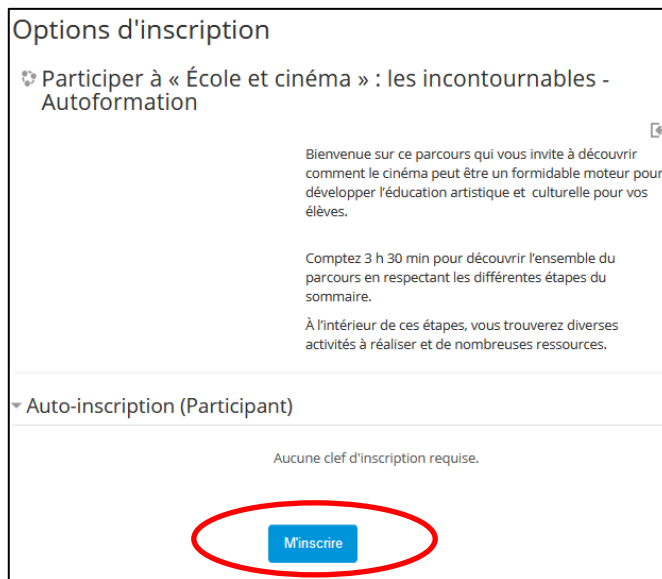 Options d'inscription
Participer à « École et cinéma » : les incontournables -
Autoformation
Bienvenue sur ce parcours qui vous invite à découvrir
comment le cinéma peut être un formidable moteur pour
développer l'éducation artistique et culturelle pour vos
élèves.
Comptez 3 h 30 min pour découvrir l'ensemble du
parcours en respectant les différentes étapes du
sommaire.
À l'intérieur de ces étapes, vous trouverez diverses
activités à réaliser et de nombreuses ressources.
Auto-inscription (Participant)
Aucune clef d'inscription requise.
M'inscrire